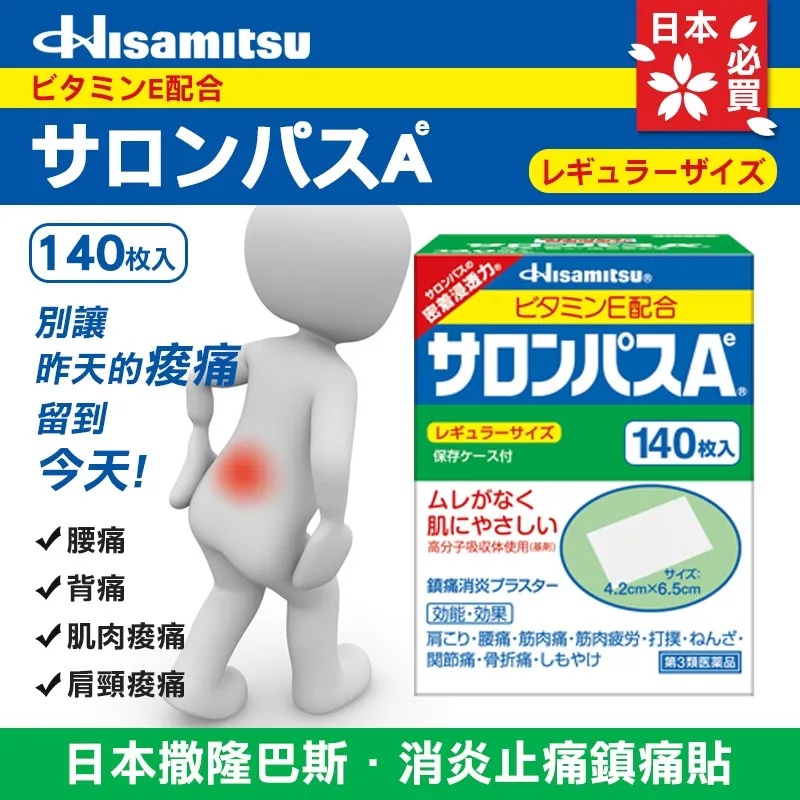 HISAMITSU
日本
必買
ビタミンE配合
サロンパスAe
レギュラーザイズ
140枚入
別讓
昨天的痠痛
留到
今天!
腰痛
背痛
肌肉痠痛
肩頸痠痛
サロンパスAe
サロンパスの
密着浸透力®
HISAMITSU®
ビタミンE配合
サロンパスAe®
レギュラーサイズ
保存ケース付
140枚入
ムレがなく
肌にやさしい
高分子吸収体使用(基剤)
サイズ:
4.2cm×6.5cm
鎮痛消炎プラスター
効能・効果
肩こり・腰痛・筋肉痛・筋肉疲労・打撲・ねんざ・
関節痛・骨折痛・しもやけ
第3類医薬品
日本撒隆巴斯·消炎止痛鎮痛貼